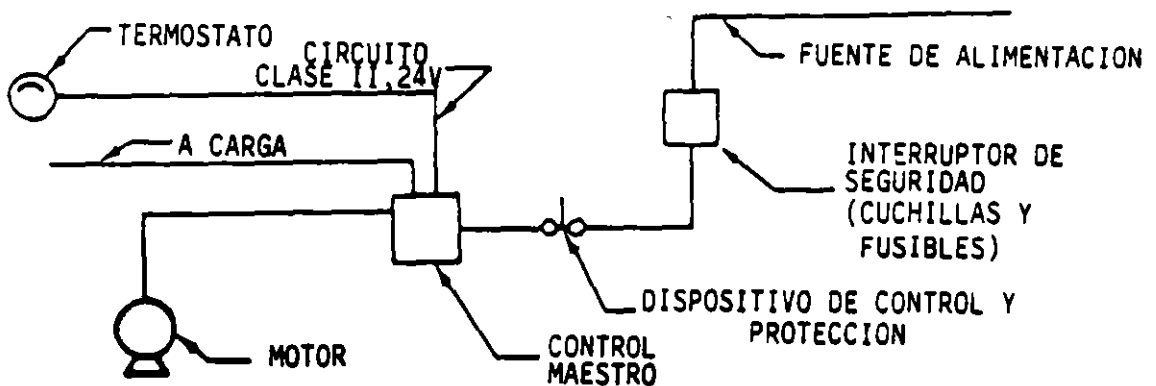 TERMOSTATO
CIRCUITO
CLASE II,24V
FUENTE DE ALIMENTACION
A CARGA
INTERRUPTOR DE
SEGURIDAD
(CUCHILLAS Y
FUSIBLES)
DISPOSITIVO DE CONTROL Y
PROTECCION
MOTOR
CONTROL
MAESTRO